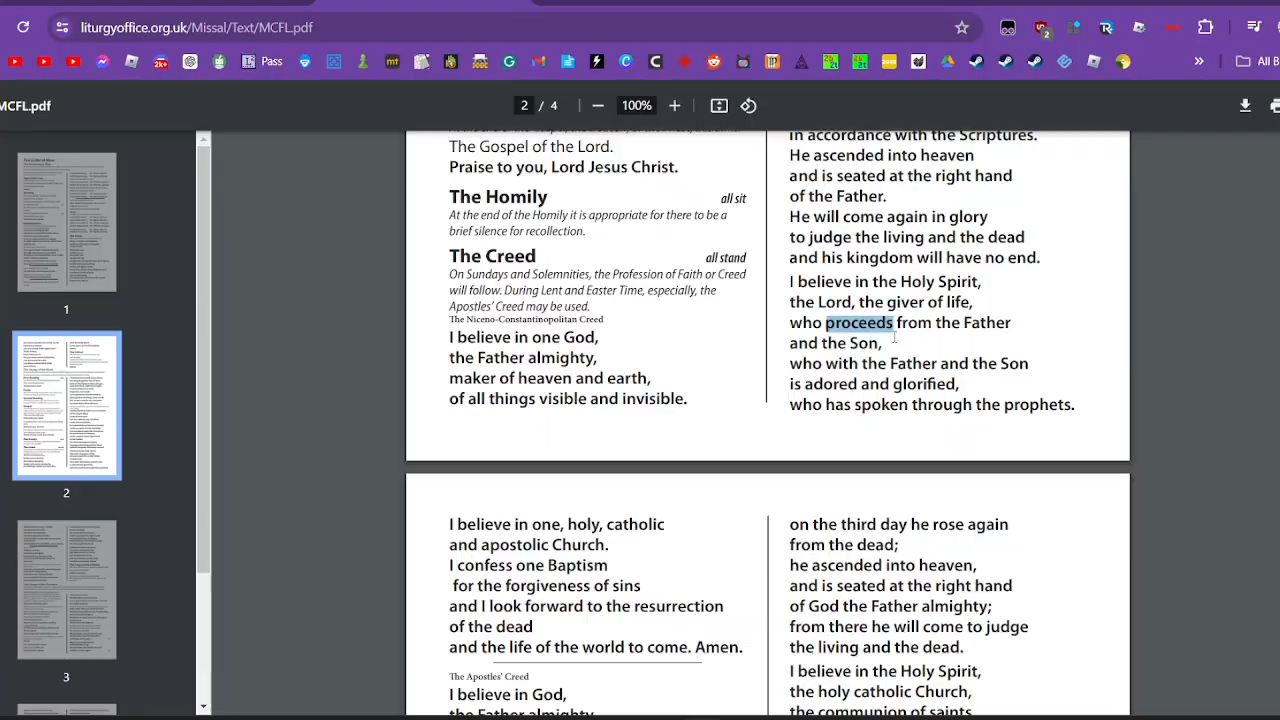 liturgyoffice.org.uk/Missal/Text/MCFL.pdf
2
2k+
Pass
All B
MCFL.pdf
2 / 4
100%
1
2
3
The Gospel of the Lord.
Praise to you, Lord Jesus Christ.
The Homily all sit
At the end of the Homily it is appropriate for there to be a
brief silence for recollection.
The Creed all stand
On Sundays and Solemnities, the Profession of Faith or Creed
will follow. During Lent and Easter Time, especially, the
Apostles' Creed may be used.
The Niceno-Constantinopolitan Creed
I believe in one God,
the Father almighty,
maker of heaven and earth,
of all things visible and invisible.
in accordance with the Scriptures.
He ascended into heaven
and is seated at the right hand
of the Father.
He will come again in glory
to judge the living and the dead
and his kingdom will have no end.
I believe in the Holy Spirit,
the Lord, the giver of life,
who proceeds from the Father
and the Son,
who with the Father and the Son
is adored and glorified,
who has spoken through the prophets.
I believe in one, holy, catholic
and apostolic Church.
I confess one Baptism
for the forgiveness of sins
and I look forward to the resurrection
of the dead
and the life of the world to come. Amen.
The Apostles' Creed
I believe in God,
the Father almighty
on the third day he rose again
from the dead;
he ascended into heaven,
and is seated at the right hand
of God the Father almighty;
from there he will come to judge
the living and the dead.
I believe in the Holy Spirit,
the holy catholic Church,
the communion of saints